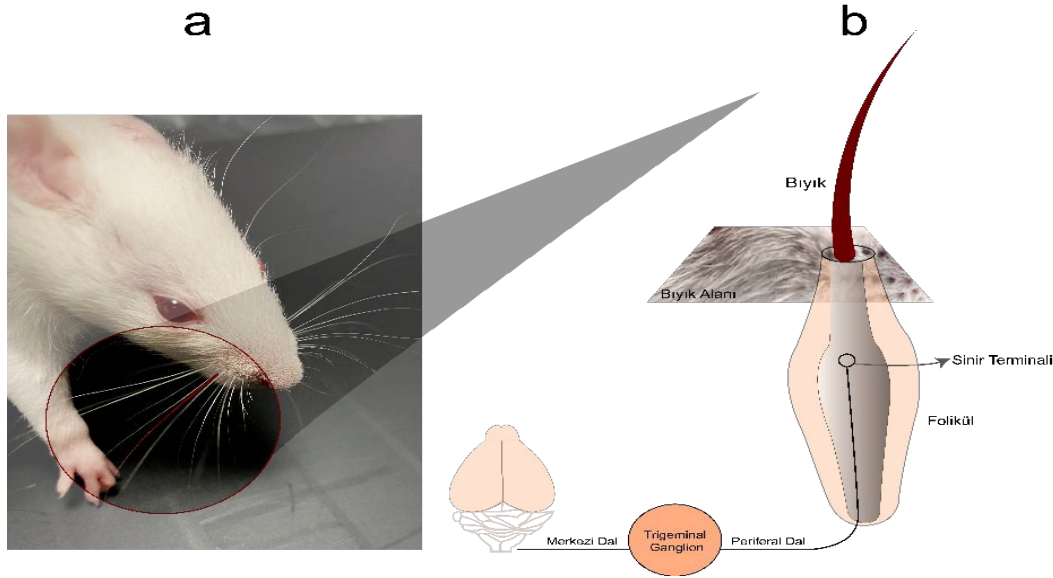 a
b
Bıyık
Bıyık Alanı
Sinir Terminali
Folikül
Merkezi Dal
Trigeminal
Ganglion
Periferal Dal